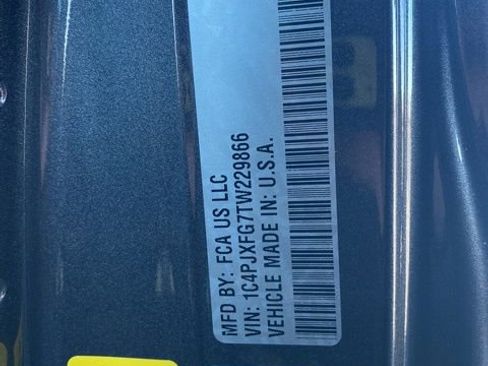 MFD BY: FCA US LLC
VIN: 1C4PJXFG7TW229866
VEHICLE MADE IN: U.S.A.